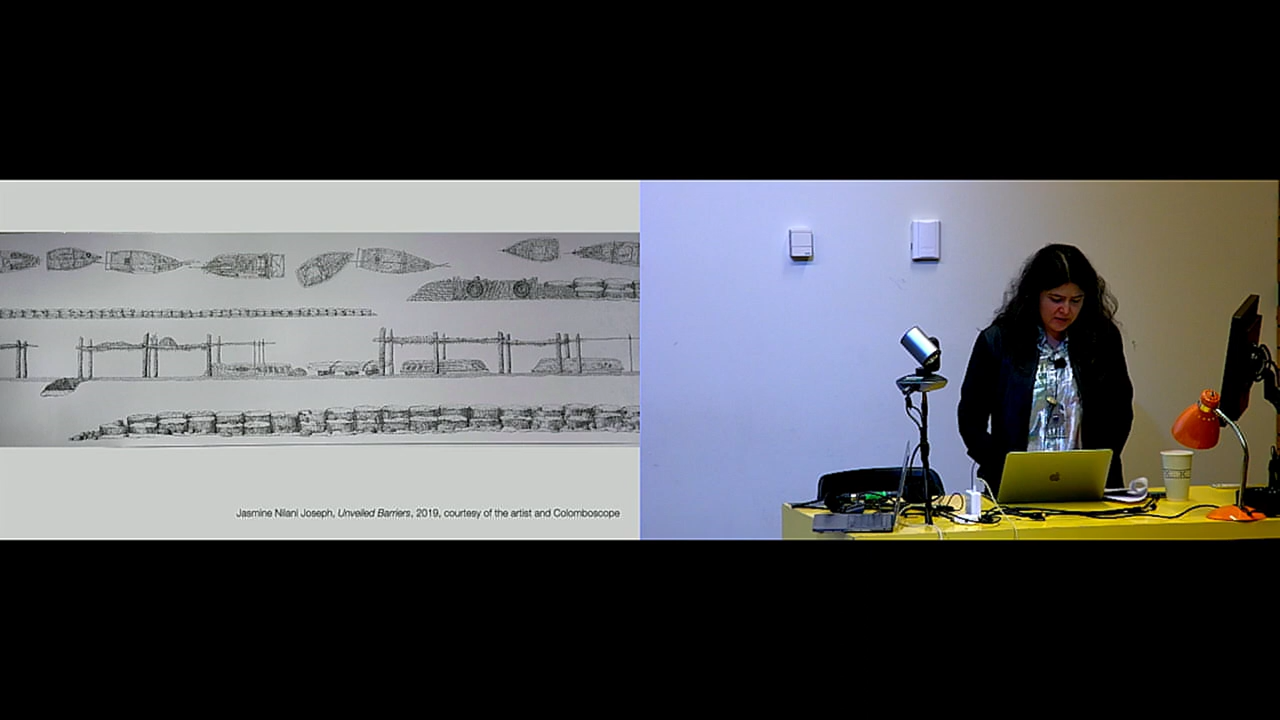 Jasmine Nilani Joseph, Unveiled Barriers, 2019, courtesy of the artist and Colomboscope